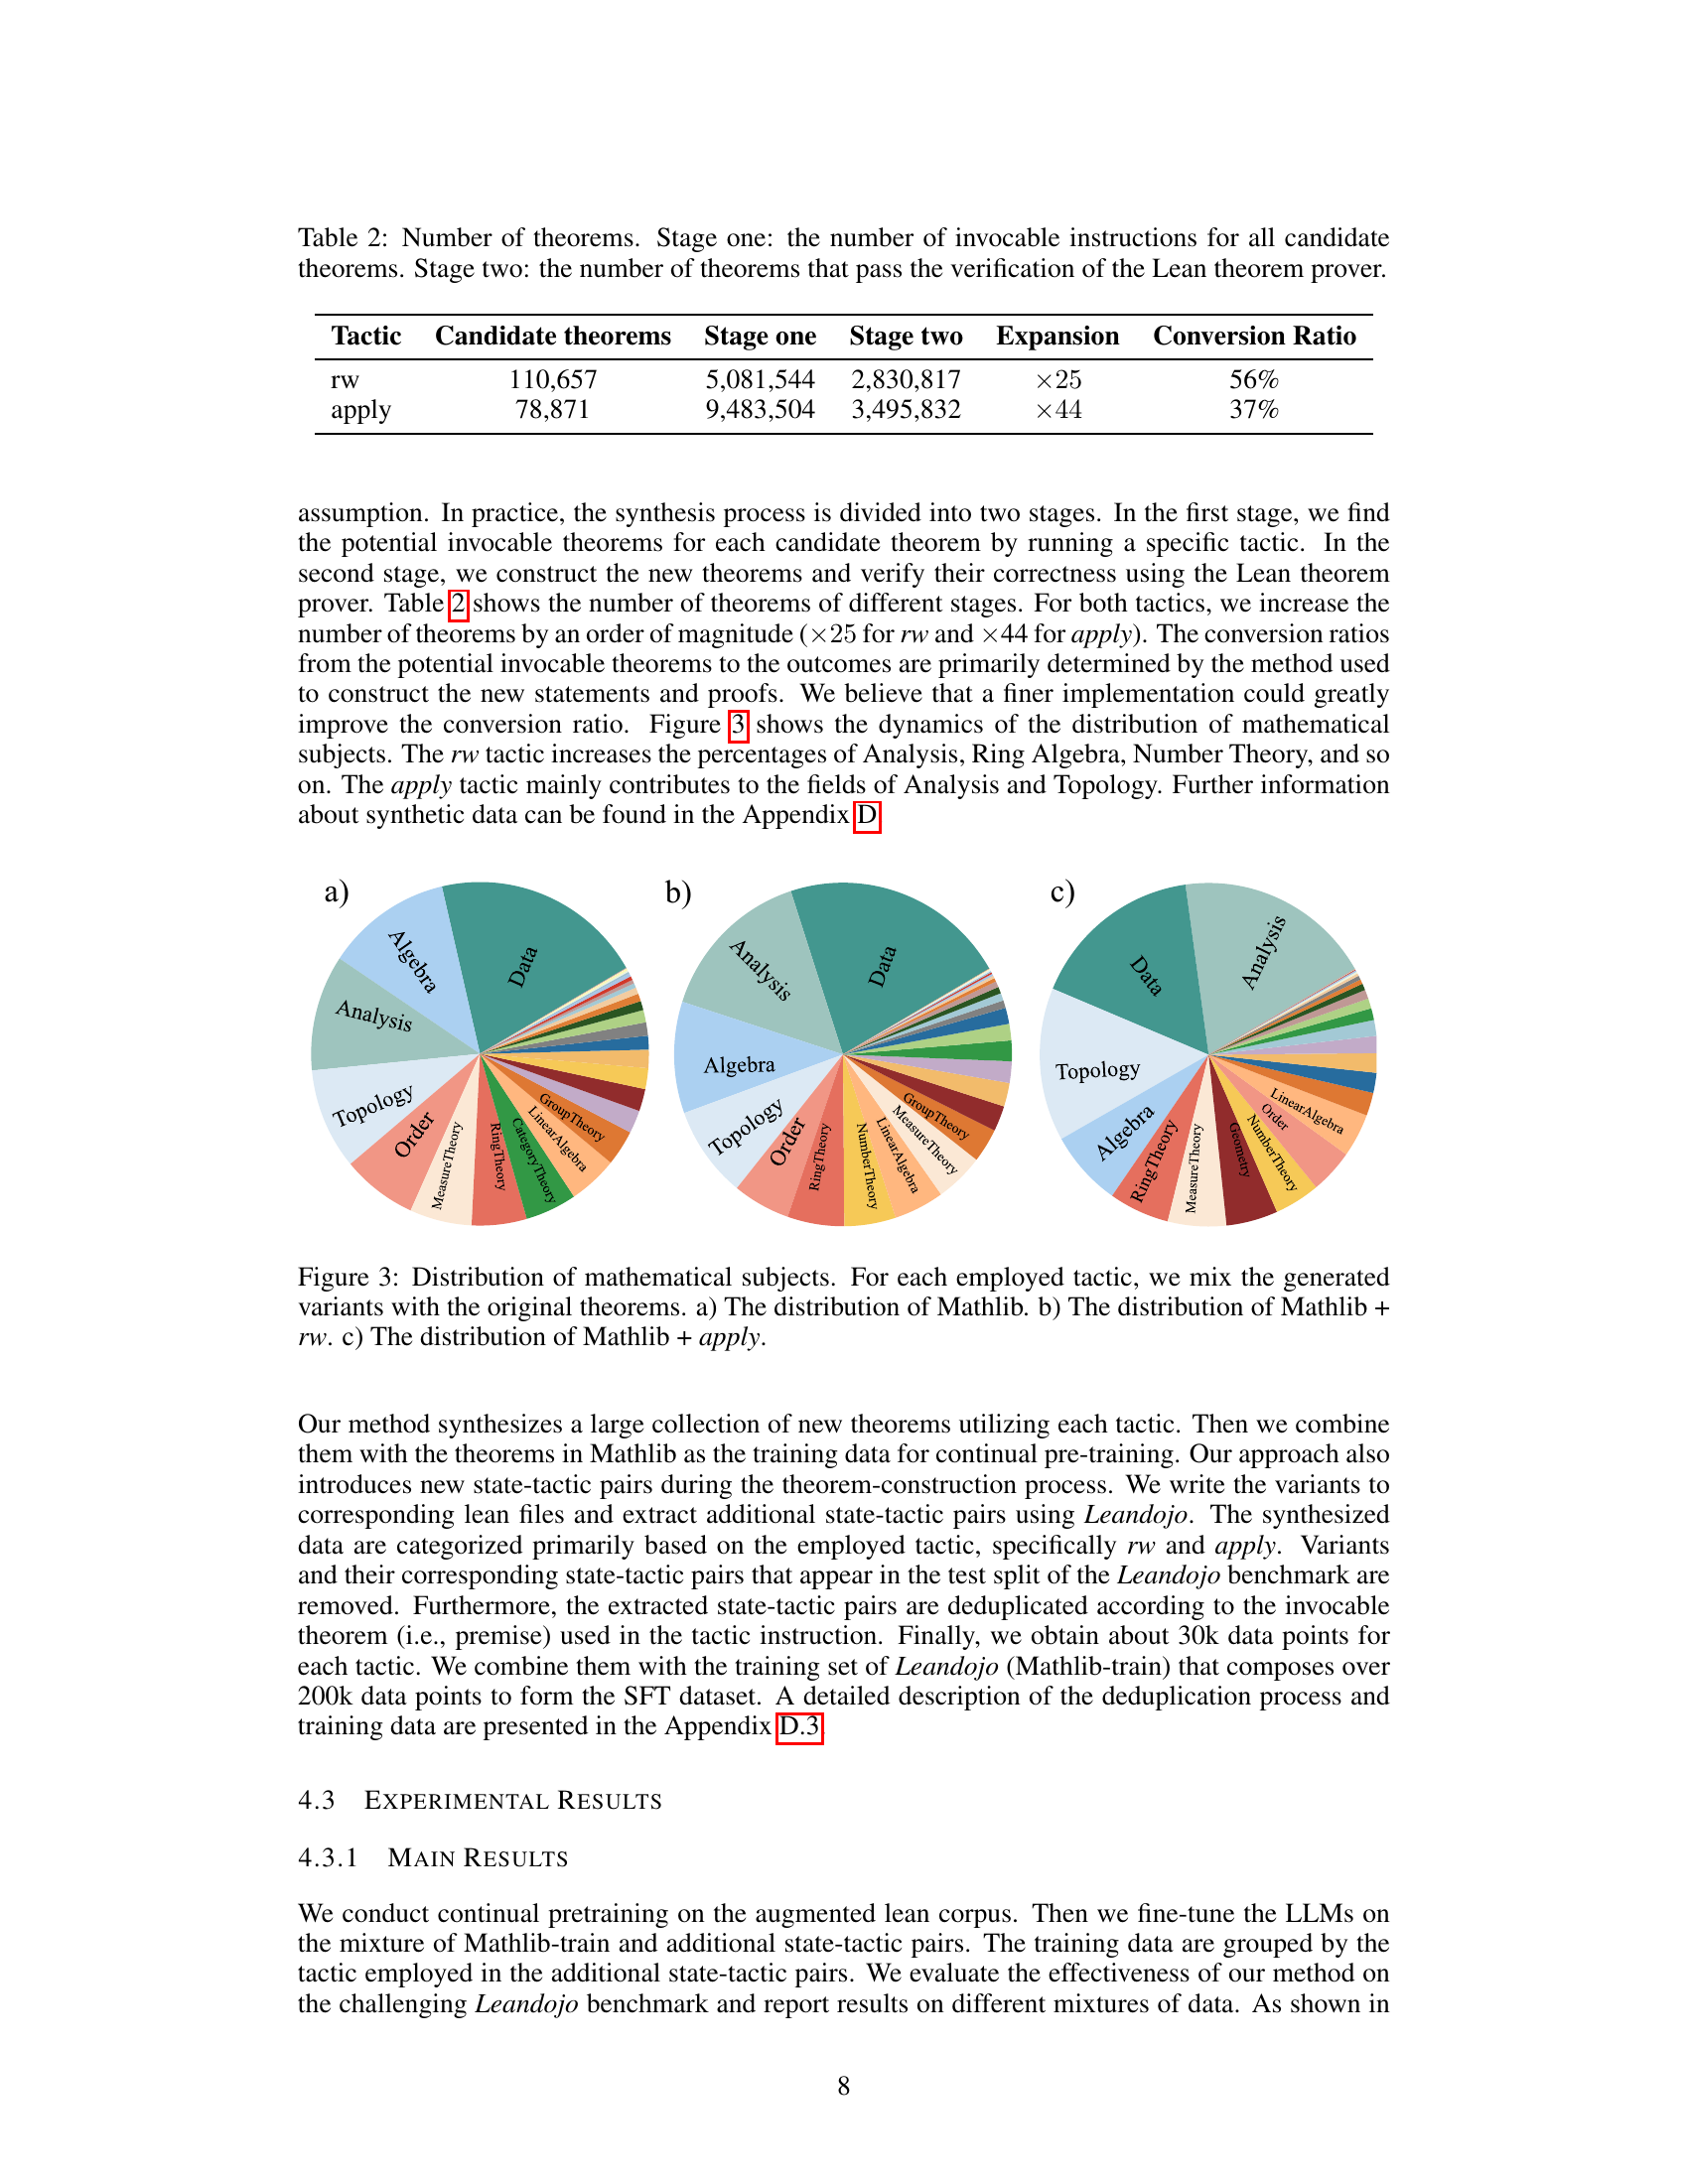 Table 2: Number of theorems. Stage one: the number of invocable instructions for all candidate
theorems. Stage two: the number of theorems that pass the verification of the Lean theorem prover.
Tactic Candidate theorems Stage one Stage two Expansion Conversion Ratio
rw 110,657 5,081,544 2,830,817 ×25 56%
apply 78,871 9,483,504 3,495,832 ×44 37%
assumption. In practice, the synthesis process is divided into two stages. In the first stage, we find
the potential invocable theorems for each candidate theorem by running a specific tactic. In the
second stage, we construct the new theorems and verify their correctness using the Lean theorem
prover. Table 2 shows the number of theorems of different stages. For both tactics, we increase the
number of theorems by an order of magnitude (×25 for rw and ×44 for apply). The conversion ratios
from the potential invocable theorems to the outcomes are primarily determined by the method used
to construct the new statements and proofs. We believe that a finer implementation could greatly
improve the conversion ratio. Figure 3 shows the dynamics of the distribution of mathematical
subjects. The rw tactic increases the percentages of Analysis, Ring Algebra, Number Theory, and so
on. The apply tactic mainly contributes to the fields of Analysis and Topology. Further information
about synthetic data can be found in the Appendix D
a)
Data
Algebra
Analysis
Topology
Order
MeasureTheory
RingTheory
CategoryTheory
LinearAlgebra
GroupTheory
b)
Data
Analysis
Algebra
Topology
Order
RingTheory
NumberTheory
LinearAlgebra
MeasureTheory
GroupTheory
c)
Analysis
Data
Topology
Algebra
RingTheory
MeasureTheory
Geometry
NumberTheory
Order
LinearAlgebra
Figure 3: Distribution of mathematical subjects. For each employed tactic, we mix the generated
variants with the original theorems. a) The distribution of Mathlib. b) The distribution of Mathlib +
rw. c) The distribution of Mathlib + apply.
Our method synthesizes a large collection of new theorems utilizing each tactic. Then we combine
them with the theorems in Mathlib as the training data for continual pre-training. Our approach also
introduces new state-tactic pairs during the theorem-construction process. We write the variants to
corresponding lean files and extract additional state-tactic pairs using Leandojo. The synthesized
data are categorized primarily based on the employed tactic, specifically rw and apply. Variants
and their corresponding state-tactic pairs that appear in the test split of the Leandojo benchmark are
removed. Furthermore, the extracted state-tactic pairs are deduplicated according to the invocable
theorem (i.e., premise) used in the tactic instruction. Finally, we obtain about 30k data points for
each tactic. We combine them with the training set of Leandojo (Mathlib-train) that composes over
200k data points to form the SFT dataset. A detailed description of the deduplication process and
training data are presented in the Appendix D.3
4.3 EXPERIMENTAL RESULTS
4.3.1 MAIN RESULTS
We conduct continual pretraining on the augmented lean corpus. Then we fine-tune the LLMs on
the mixture of Mathlib-train and additional state-tactic pairs. The training data are grouped by the
tactic employed in the additional state-tactic pairs. We evaluate the effectiveness of our method on
the challenging Leandojo benchmark and report results on different mixtures of data. As shown in
8